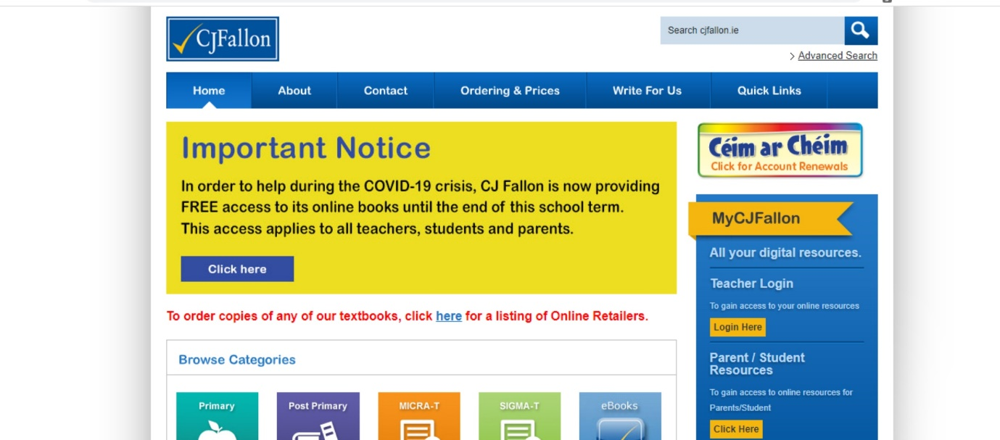 CJFallon
Search cjfallon.ie
> Advanced Search
Home
About
Contact
Ordering & Prices
Write For Us
Quick Links
Important Notice
In order to help during the COVID-19 crisis, CJ Fallon is now providing
FREE access to its online books until the end of this school term.
This access applies to all teachers, students and parents.
Click here
To order copies of any of our textbooks, click here for a listing of Online Retailers.
Browse Categories
Primary
Post Primary
MICRA-T
SIGMA-T
eBooks
Céim ar Chéim
Click for Account Renewals
MyCJFallon
All your digital resources.
Teacher Login
To gain access to your online resources
Login Here
Parent / Student
Resources
To gain access to online resources for
Parents/Student
Click Here